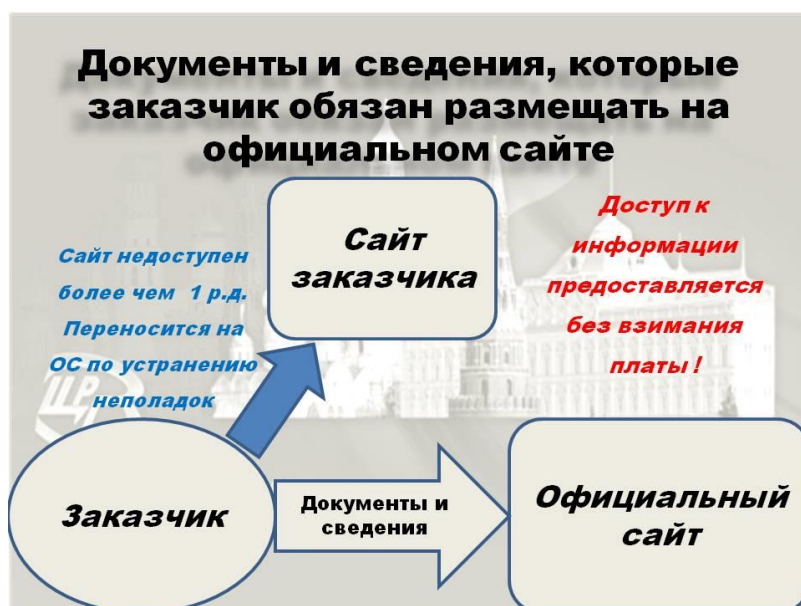 Документы и сведения, которые
заказчик обязан размещать на
официальном сайте
Сайт
заказчика
Сайт недоступен
более чем 1 р.д.
Переносится на
ОС по устранению
неполадок
Доступ к
информации
предоставляется
без взимания
платы !
Заказчик
Документы и
сведения
Официальный
сайт